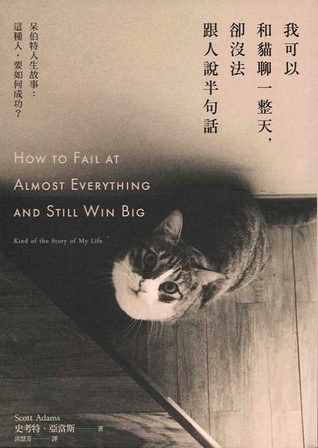 我可以
和貓聊一整天，
卻沒法
跟人說半句話
呆伯特人生故事：
這種人，要如何成功？
HOW TO FAIL AT
ALMOST EVERYTHING
AND STILL WIN BIG
Kind of the Story of My Life
Scott Adams
史考特・亞當斯——著
洪慧芳——譯